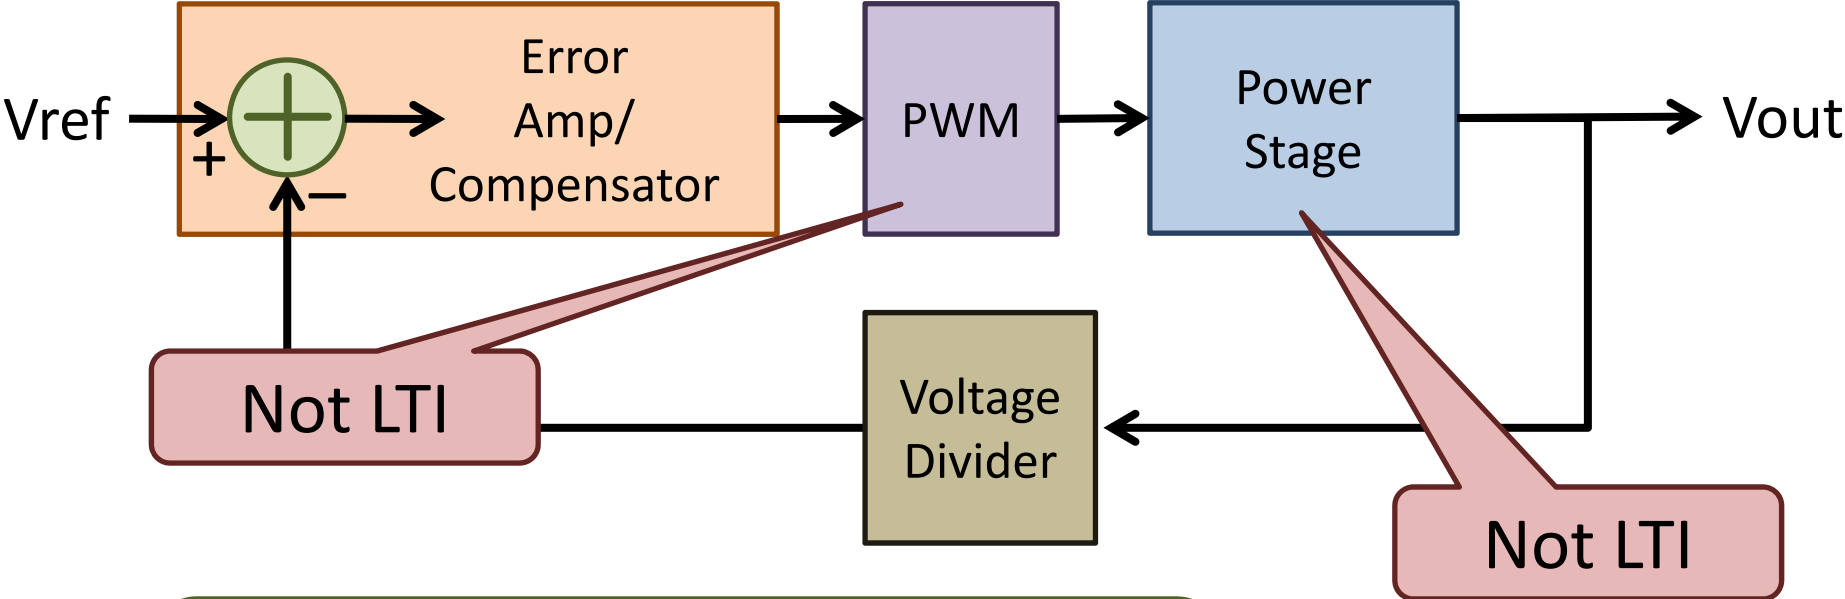 Vref
+
−
Error
Amp/
Compensator
PWM
Power
Stage
Vout
Not LTI
Voltage
Divider
Not LTI